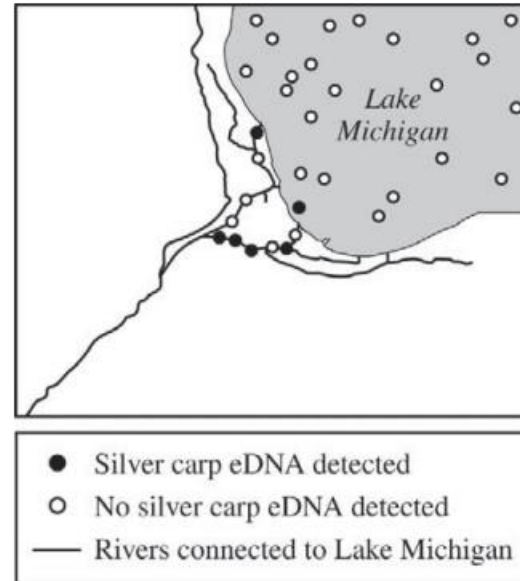 Lake
Michigan
Silver carp eDNA detected
No silver carp eDNA detected
Rivers connected to Lake Michigan